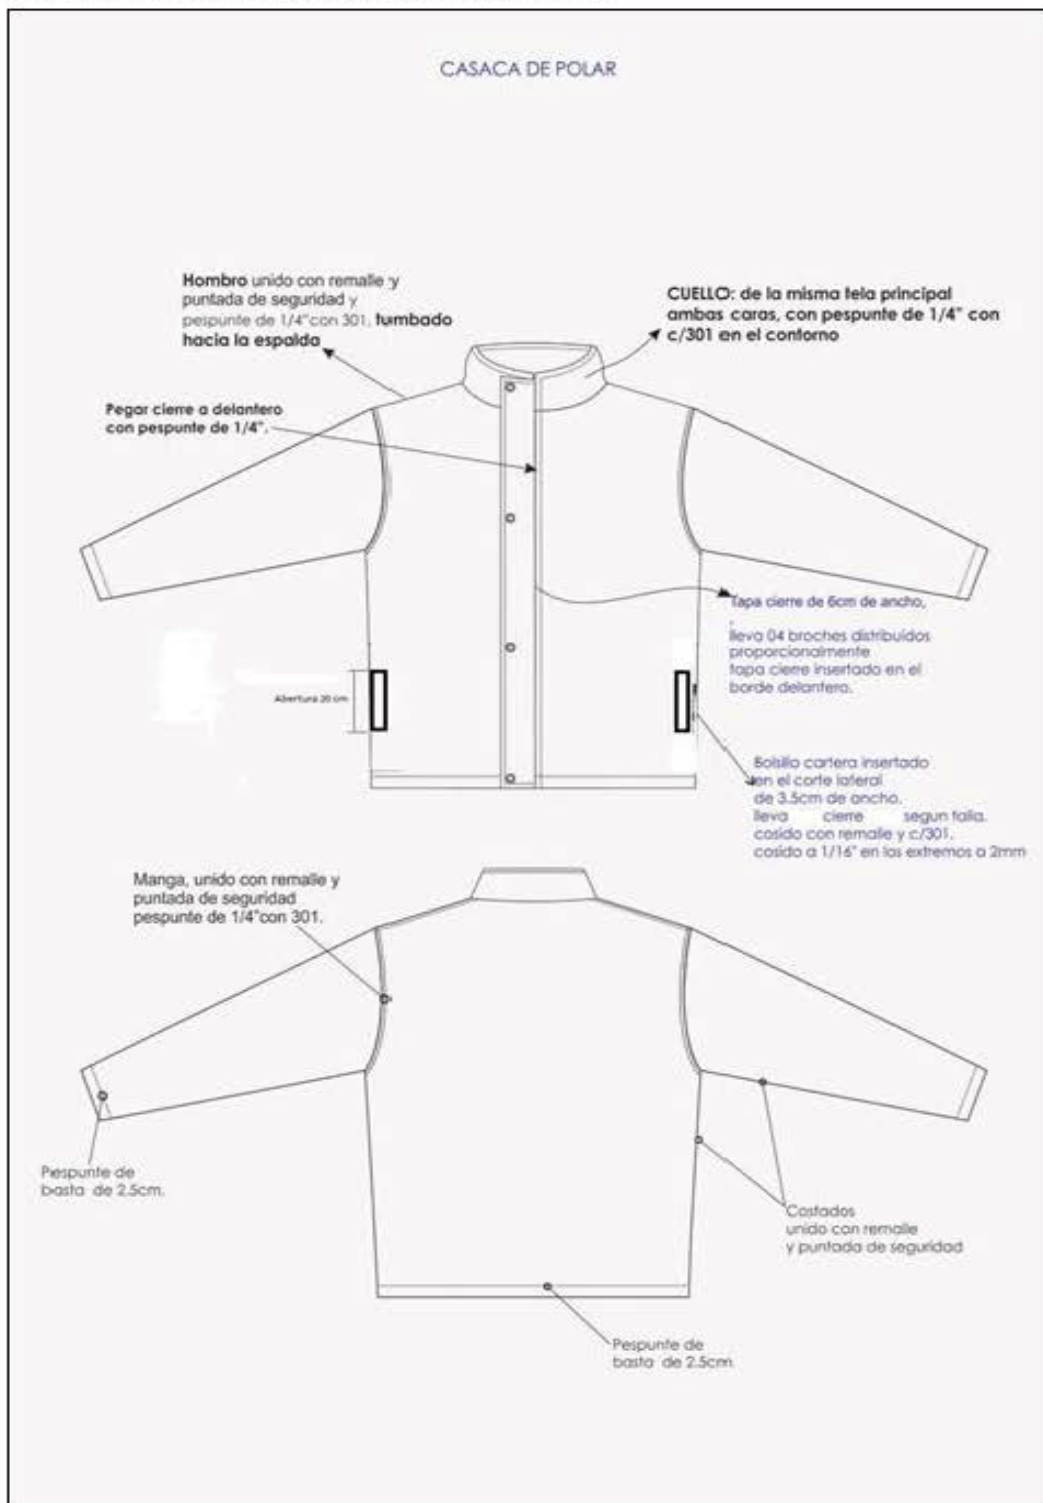 CASACA DE POLAR
Hombro unido con remalle y
puntada de seguridad y
pespunte de 1/4"con 301, tumbado
hacia la espalda
CUELLO: de la misma tela principal
ambas caras, con pespunte de 1/4" con
c/301 en el contorno
Pegar cierre a delantero
con pespunte de 1/4".
Tapa cierre de 6cm de ancho,
,
lleva 04 broches distribuídos
proporcionalmente
tapa cierre insertado en el
borde delantero.
Abertura 20 cm
Bolsillo cartera insertado
en el corte lateral
de 3.5cm de ancho.
lleva cierre segun talla.
cosido con remalle y c/301.
cosido a 1/16" en los extremos a 2mm
Manga, unido con remalle y
puntada de seguridad
pespunte de 1/4"con 301.
Piespunte de
basta de 2.5cm.
Costados
unido con remalle
y puntada de seguridad
Pespunte de
basta de 2.5cm